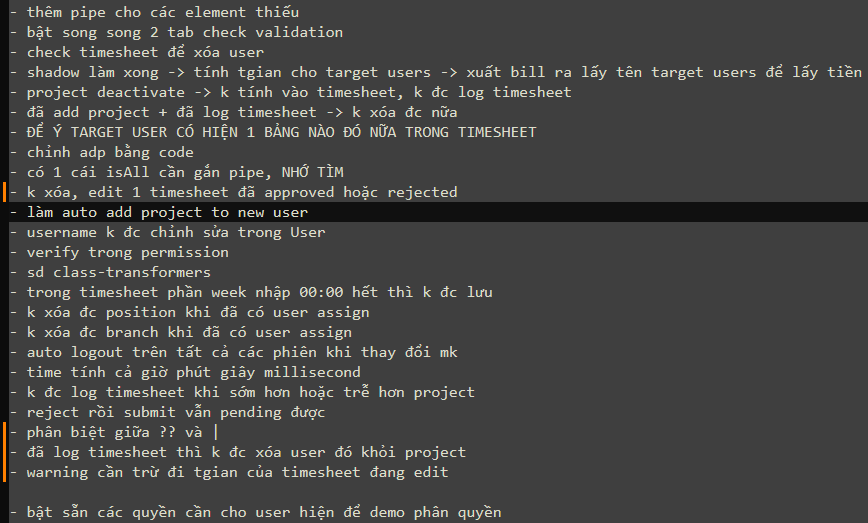 - thêm pipe cho các element thiếu
- bật song song 2 tab check validation
- check timesheet để xóa user
- shadow làm xong -> tính tgian cho target users -> xuất bill ra lấy tên target users để lấy tiền
- project deactivate -> k tính vào timesheet, k đc log timesheet
- đã add project + đã log timesheet -> k xóa đc nữa
- ĐỂ Ý TARGET USER CÓ HIỆN 1 BẢNG NÀO ĐÓ NỮA TRONG TIMESHEET
- chỉnh adp bằng code
- có 1 cái isAll cần gắn pipe, NHỚ TÌM
- k xóa, edit 1 timesheet đã approved hoặc rejected
- làm auto add project to new user
- username k đc chỉnh sửa trong User
- verify trong permission
- sd class-transformers
- trong timesheet phần week nhập 00:00 hết thì k đc lưu
- k xóa đc position khi đã có user assign
- k xóa đc branch khi đã có user assign
- auto logout trên tất cả các phiên khi thay đổi mk
- time tính cả giờ phút giây millisecond
- k đc log timesheet khi sớm hơn hoặc trễ hơn project
- reject rồi submit vẫn pending được
- phân biệt giữa ?? và |
- đã log timesheet thì k đc xóa user đó khỏi project
- warning cần trừ đi tgian của timesheet đang edit
- bật sẵn các quyền cần cho user hiện để demo phân quyền